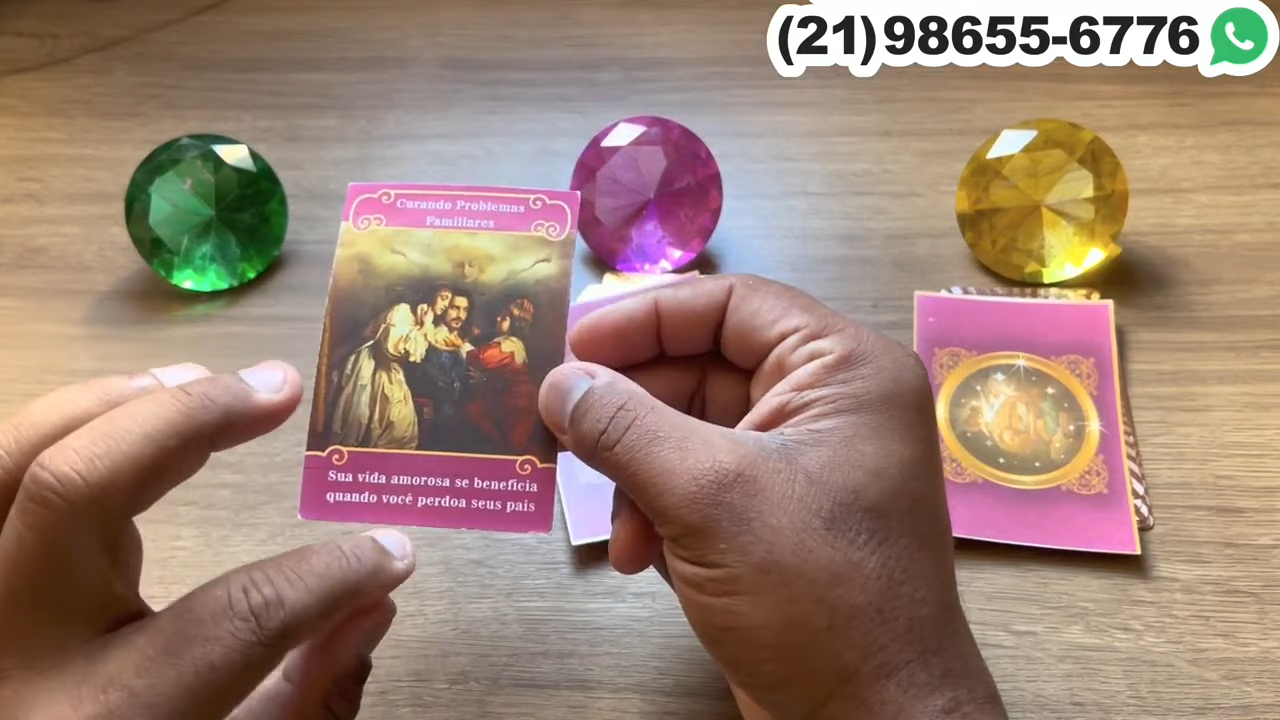 (21)98655-6776
Curando Problemas
Familiares
Sua vida amorosa se beneficia
quando você perdoa seus pais